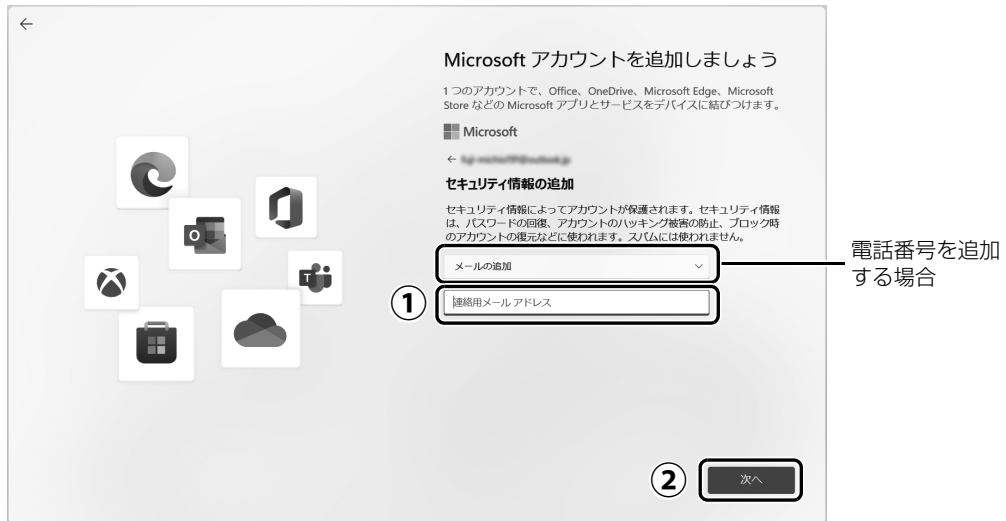 ←
Microsoft アカウントを追加しましょう
1 つのアカウントで、Office、OneDrive、Microsoft Edge、Microsoft
Store などの Microsoft アプリとサービスをデバイスに結びつけます。
Microsoft
←
セキュリティ情報の追加
セキュリティ情報によってアカウントが保護されます。セキュリティ情報
は、パスワードの回復、アカウントのハッキング被害の防止、ブロック時
のアカウントの復元などに使われます。スパムには使われません。
メールの追加
電話番号を追加
する場合
①
連絡用メール アドレス
②
次へ